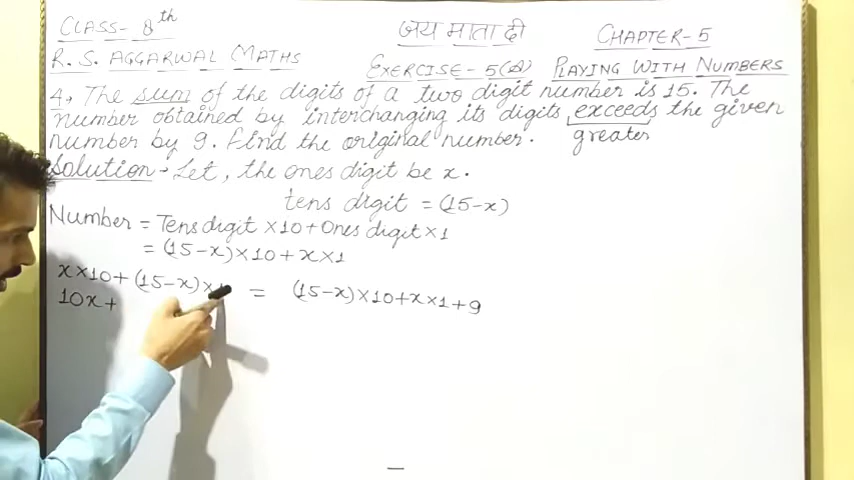 CLASS- 8th
जय माता दी
CHAPTER-5
R. S. AGGARWAL MATHS
EXERCISE-5(A) PLAYING WITH NUMBERS
4. The sum of the digits of a two digit number is 15. The
number obtained by interchanging its digits exceeds the given
number by 9. Find the original number. greater
Solution- Let, the ones digit be x.
tens digit = (15-x)
Number = Tens digit ×10+Ones digit×1
= (15-x)×10+x×1
x×10+(15-x)× = (15-x)×10+x×1+9
10x+